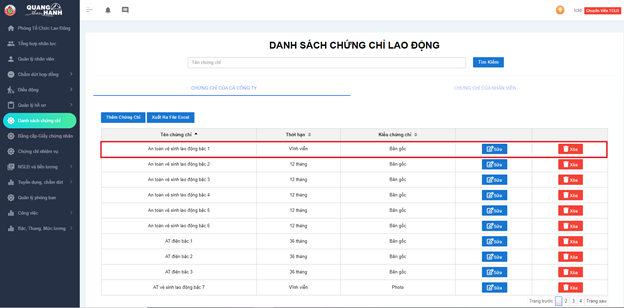 QUANG HANH
tcld Chuyên Viên TCLD
Phòng Tổ Chức Lao Động
Tổng hợp nhân lực
Quản lý nhân viên
Chấm dứt hợp đồng
Điều động
Quản lý hồ sơ
Danh sách chứng chỉ
Bằng cấp-Giấy chứng nhận
Chứng chỉ nhiệm vụ
NSLĐ và tiền lương
Tuyển dụng, chấm dứt
Quản lý phòng ban
Công việc
Bậc, Thang, Mức lương
DANH SÁCH CHỨNG CHỈ LAO ĐỘNG
Tên chứng chỉ Tìm Kiếm
CHỨNG CHỈ CỦA CẢ CÔNG TY CHỨNG CHỈ CỦA NHÂN VIÊN
Thêm Chứng Chỉ Xuất Ra File Excel
Tên chứng chỉ Thời hạn Kiểu chứng chỉ
An toàn vệ sinh lao động bậc 1 Vĩnh viễn Bản gốc Sửa Xóa
An toàn vệ sinh lao động bậc 2 12 tháng Bản gốc Sửa Xóa
An toàn vệ sinh lao động bậc 3 12 tháng Bản gốc Sửa Xóa
An toàn vệ sinh lao động bậc 4 12 tháng Bản gốc Sửa Xóa
An toàn vệ sinh lao động bậc 5 12 tháng Bản gốc Sửa Xóa
An toàn vệ sinh lao động bậc 6 12 tháng Bản gốc Sửa Xóa
AT điện bậc 1 36 tháng Bản gốc Sửa Xóa
AT điện bậc 2 36 tháng Bản gốc Sửa Xóa
AT điện bậc 3 36 tháng Bản gốc Sửa Xóa
AT vệ sinh lao động bậc 7 Vĩnh viễn Photo Sửa Xóa
Trang trước 2 3 4 Trang sau